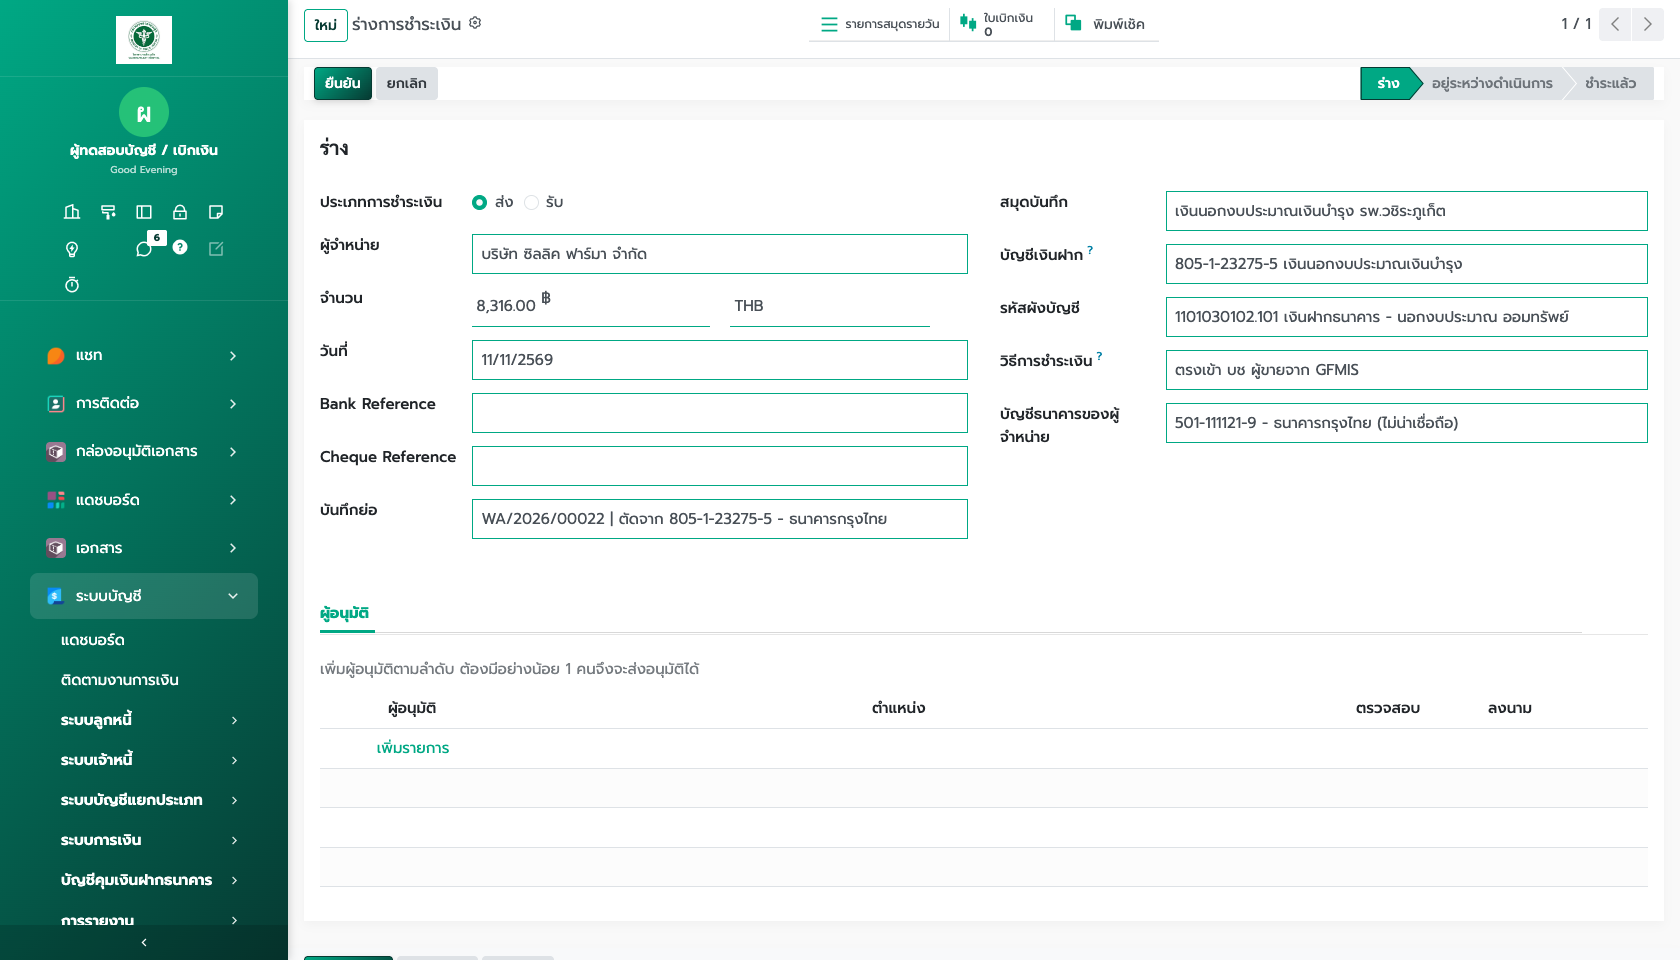 ใหม่
ร่างการชำระเงิน
รายการสมุดรายวัน
ใบเบิกเงิน
0
พิมพ์เช็ค
1 / 1
ผ
ผู้ทดสอบบัญชี / เบิกเงิน
Good Evening
6
?
แชท
การติดต่อ
กล่องอนุมัติเอกสาร
แดชบอร์ด
เอกสาร
ระบบบัญชี
แดชบอร์ด
ติดตามงานการเงิน
ระบบลูกหนี้
ระบบเจ้าหนี้
ระบบบัญชีแยกประเภท
ระบบการเงิน
บัญชีคุมเงินฝากธนาคาร
การรายงาน
ยืนยัน
ยกเลิก
ร่าง
อยู่ระหว่างดำเนินการ
ชำระแล้ว
ร่าง
ประเภทการชำระเงิน
ส่ง
รับ
ผู้จำหน่าย
บริษัท ซิลลิค ฟาร์มา จำกัด
จำนวน
8,316.00 ฿
THB
วันที่
11/11/2569
Bank Reference
Cheque Reference
บันทึกย่อ
WA/2026/00022 | ตัดจาก 805-1-23275-5 - ธนาคารกรุงไทย
สมุดบันทึก
เงินนอกงบประมาณเงินบำรุง รพ.วชิระภูเก็ต
บัญชีเงินฝาก ?
805-1-23275-5 เงินนอกงบประมาณเงินบำรุง
รหัสผังบัญชี
1101030102.101 เงินฝากธนาคาร - นอกงบประมาณ ออมทรัพย์
วิธีการชำระเงิน ?
ตรงเข้า บช ผู้ขายจาก GFMIS
บัญชีธนาคารของผู้
จำหน่าย
501-111121-9 - ธนาคารกรุงไทย (ไม่น่าเชื่อถือ)
ผู้อนุมัติ
เพิ่มผู้อนุมัติตามลำดับ ต้องมีอย่างน้อย 1 คนจึงจะส่งอนุมัติได้
ผู้อนุมัติ
ตำแหน่ง
ตรวจสอบ
ลงนาม
เพิ่มรายการ